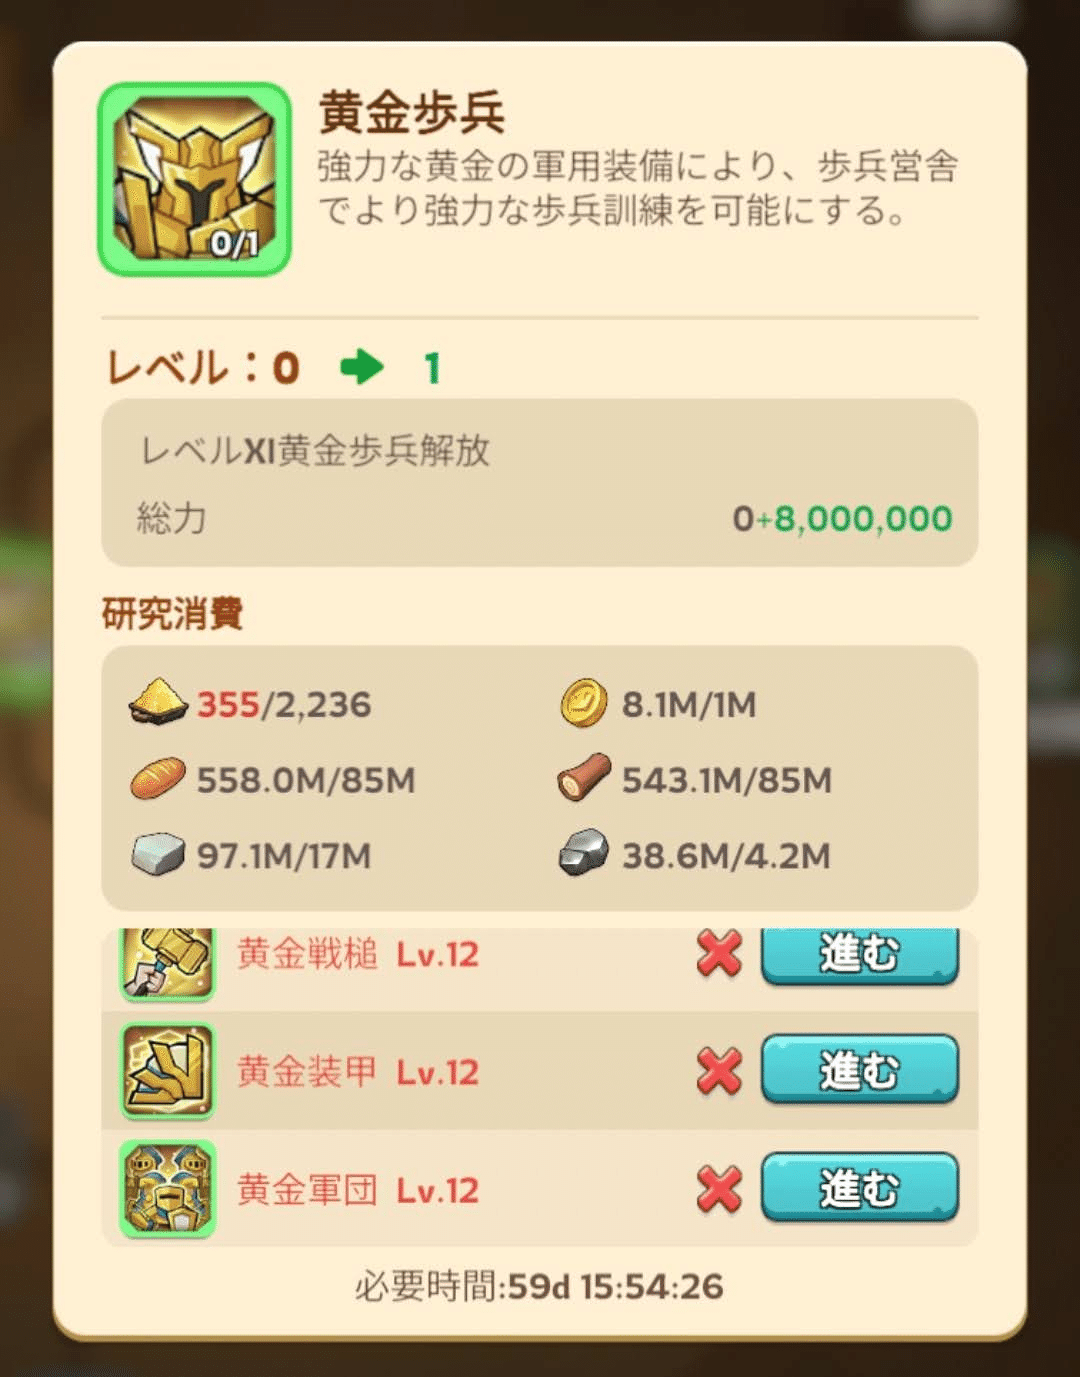 黄金歩兵
強力な黄金の軍用装備により、歩兵営舎
でより強力な歩兵訓練を可能にする。
0/1
レベル：0 1
レベルXI黄金歩兵解放
総力 0+8,000,000
研究消費
355/2,236 8.1M/1M
558.0M/85M 543.1M/85M
97.1M/17M 38.6M/4.2M
黄金戦槌 Lv.12 進む
黄金装甲 Lv.12 進む
黄金軍団 Lv.12 進む
必要時間:59d 15:54:26